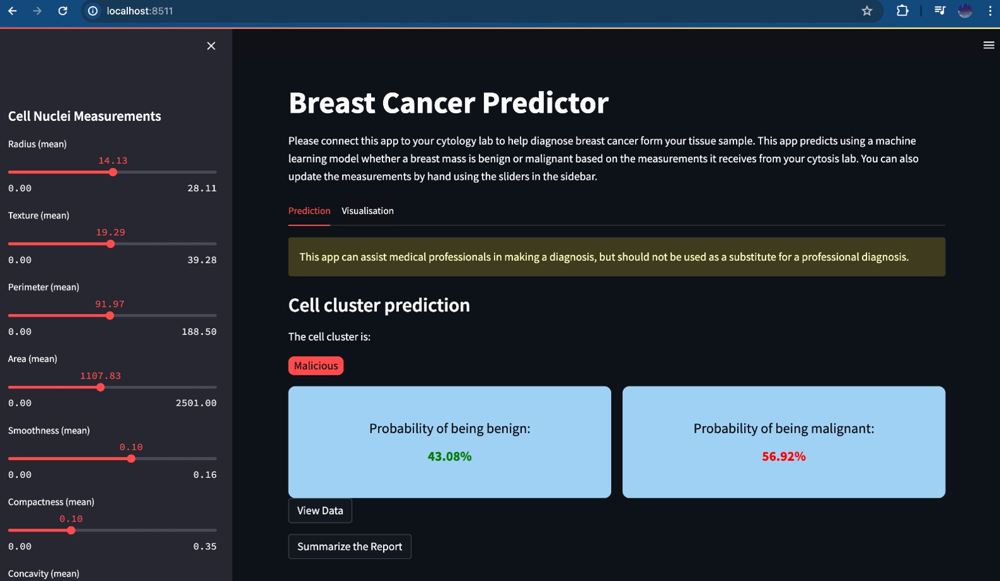 localhost:8511
Cell Nuclei Measurements
Radius (mean)
14.13
0.00 28.11
Texture (mean)
19.29
0.00 39.28
Perimeter (mean)
91.97
0.00 188.50
Area (mean)
1107.83
0.00 2501.00
Smoothness (mean)
0.10
0.00 0.16
Compactness (mean)
0.10
0.00 0.35
Concavity (mean)
Breast Cancer Predictor
Please connect this app to your cytology lab to help diagnose breast cancer form your tissue sample. This app predicts using a machine
learning model whether a breast mass is benign or malignant based on the measurements it receives from your cytosis lab. You can also
update the measurements by hand using the sliders in the sidebar.
Prediction Visualisation
This app can assist medical professionals in making a diagnosis, but should not be used as a substitute for a professional diagnosis.
Cell cluster prediction
The cell cluster is:
Malicious
Probability of being benign:
43.08%
Probability of being malignant:
56.92%
View Data
Summarize the Report